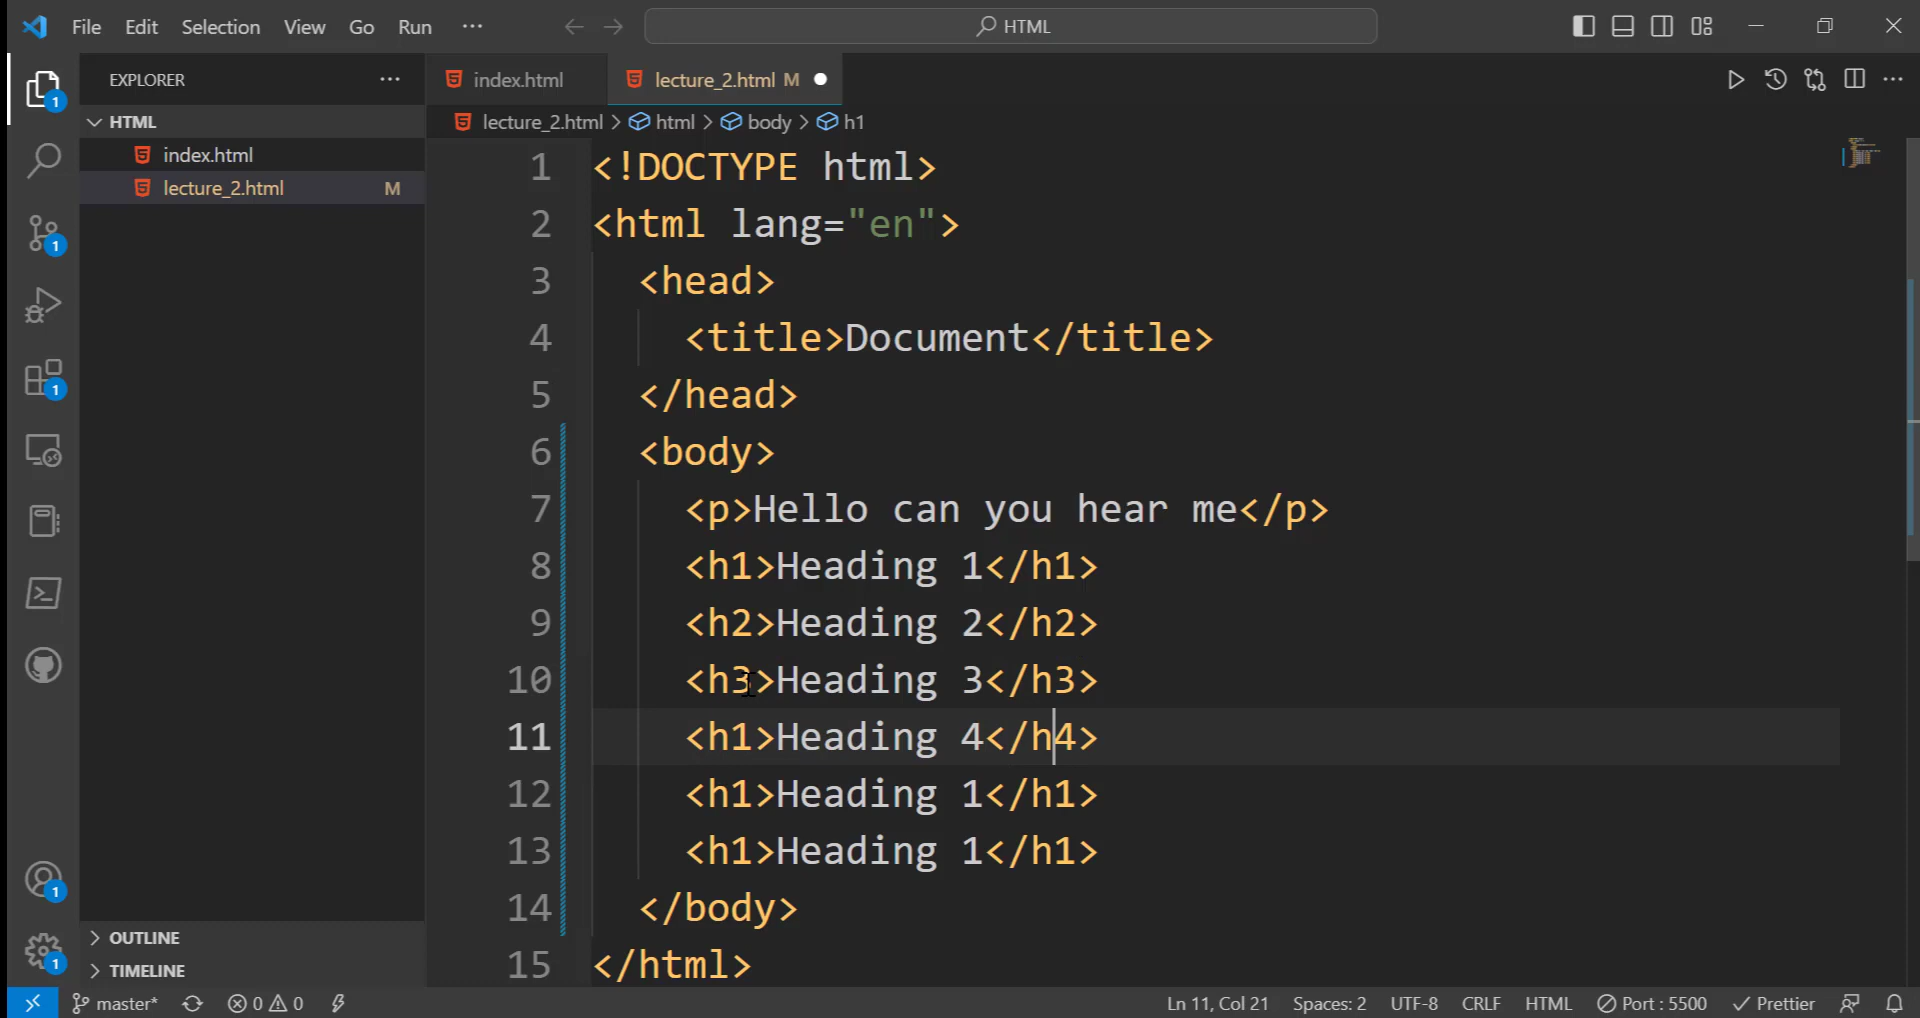 File Edit Selection View Go Run ··· HTML
EXPLORER ···
HTML
index.html
lecture_2.html M
OUTLINE
TIMELINE
1
1
1
1
1
index.html lecture_2.html M
lecture_2.html > html > body > h1
1 <!DOCTYPE html>
2 <html lang="en">
3 <head>
4 <title>Document</title>
5 </head>
6 <body>
7 <p>Hello can you hear me</p>
8 <h1>Heading 1</h1>
9 <h2>Heading 2</h2>
10 <h3>Heading 3</h3>
11 <h1>Heading 4</h4>
12 <h1>Heading 1</h1>
13 <h1>Heading 1</h1>
14 </body>
15 </html>
master* 0 0 Ln 11, Col 21 Spaces: 2 UTF-8 CRLF HTML Port : 5500 Prettier